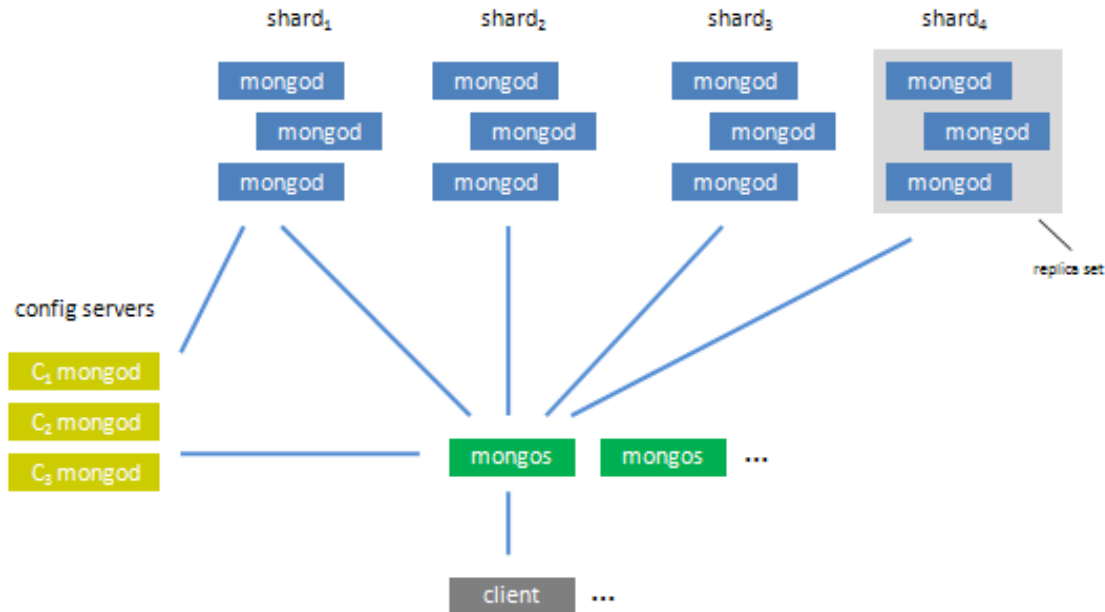 shard₁ shard₂ shard₃ shard₄
mongod mongod mongod mongod
mongod mongod mongod mongod
mongod mongod mongod mongod
replica set
config servers
C₁ mongod
C₂ mongod
C₃ mongod
mongos mongos ...
client ...